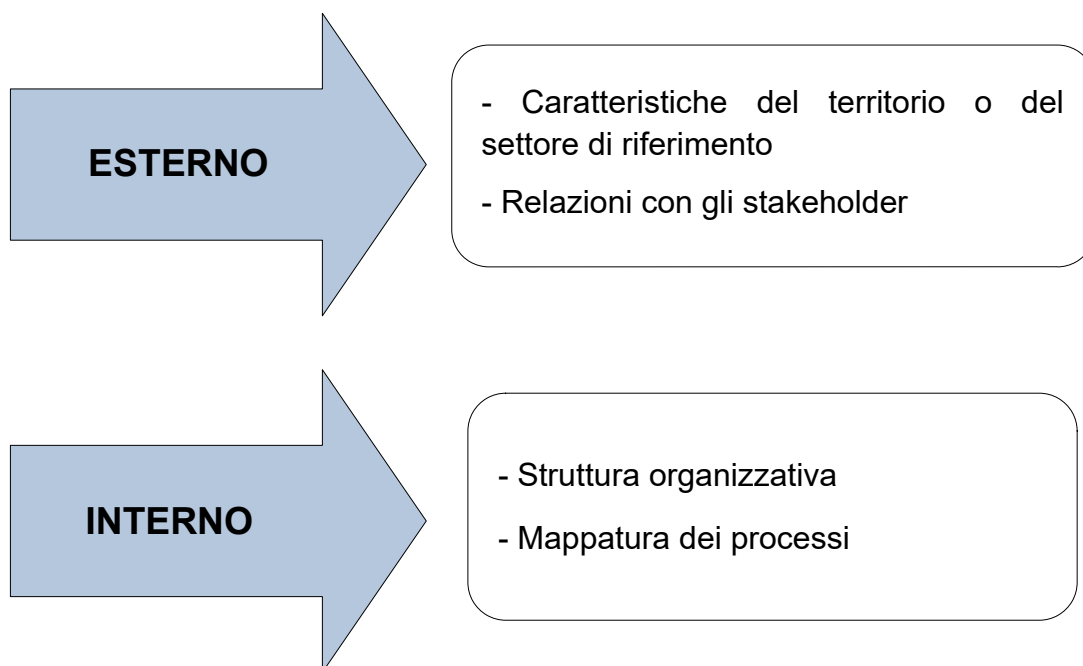 ESTERNO
- Caratteristiche del territorio o del
settore di riferimento
- Relazioni con gli stakeholder
INTERNO
- Struttura organizzativa
- Mappatura dei processi